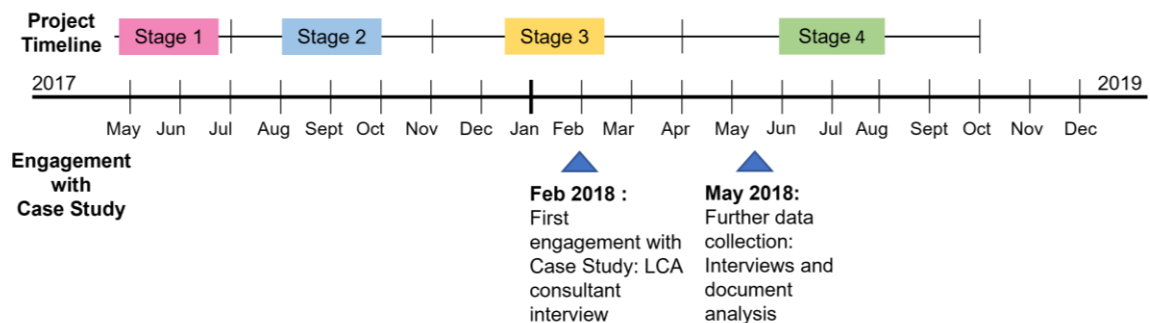 Project
Timeline
Stage 1
Stage 2
Stage 3
Stage 4
2017
2019
May Jun Jul Aug Sept Oct Nov Dec Jan Feb Mar Apr May Jun Jul Aug Sept Oct Nov Dec
Engagement
with
Case Study
Feb 2018 :
First
engagement with
Case Study: LCA
consultant
interview
May 2018:
Further data
collection:
Interviews and
document
analysis